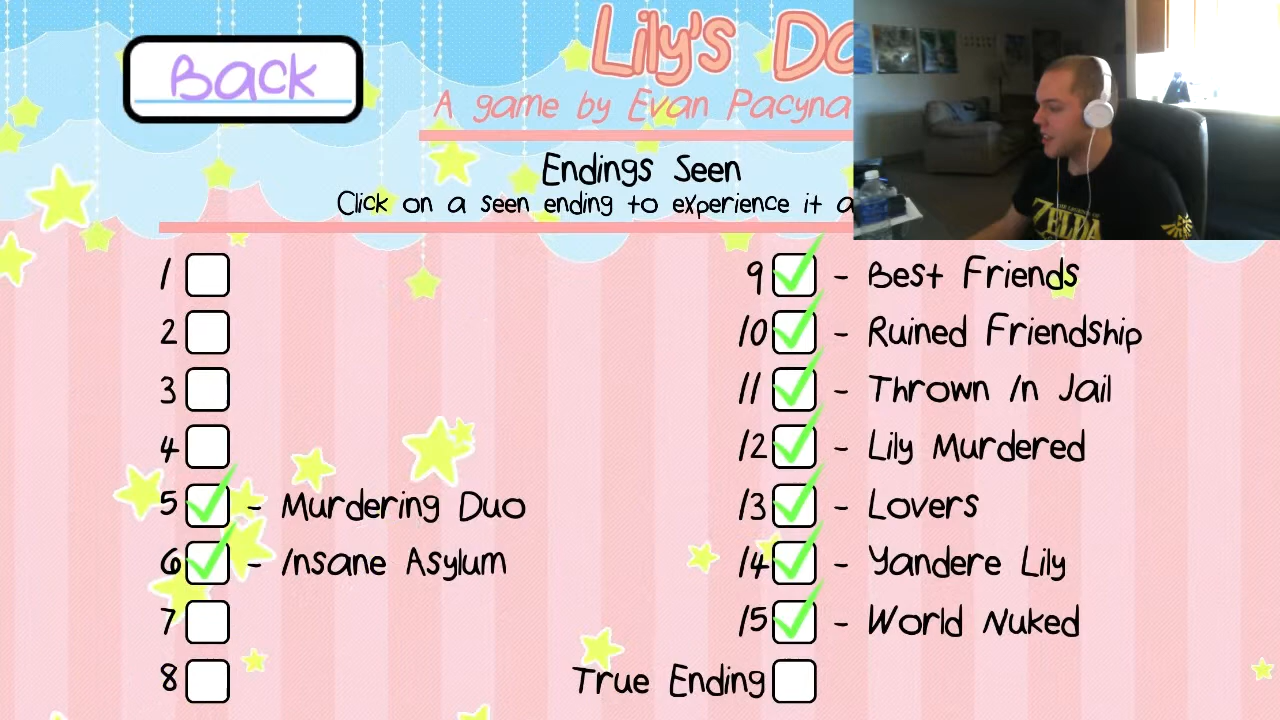 Back
Lily's
A game by Evan Pacyna
Endings Seen
Click on a seen ending to experience it
1
2
3
4
5 - Murdering Duo
6 - Insane Asylum
7
8
9 - Best Friends
10 - Ruined Friendship
11 - Thrown In Jail
12 - Lily Murdered
13 - Lovers
14 - Yandere Lily
15 - World Nuked
True Ending
ZELDA